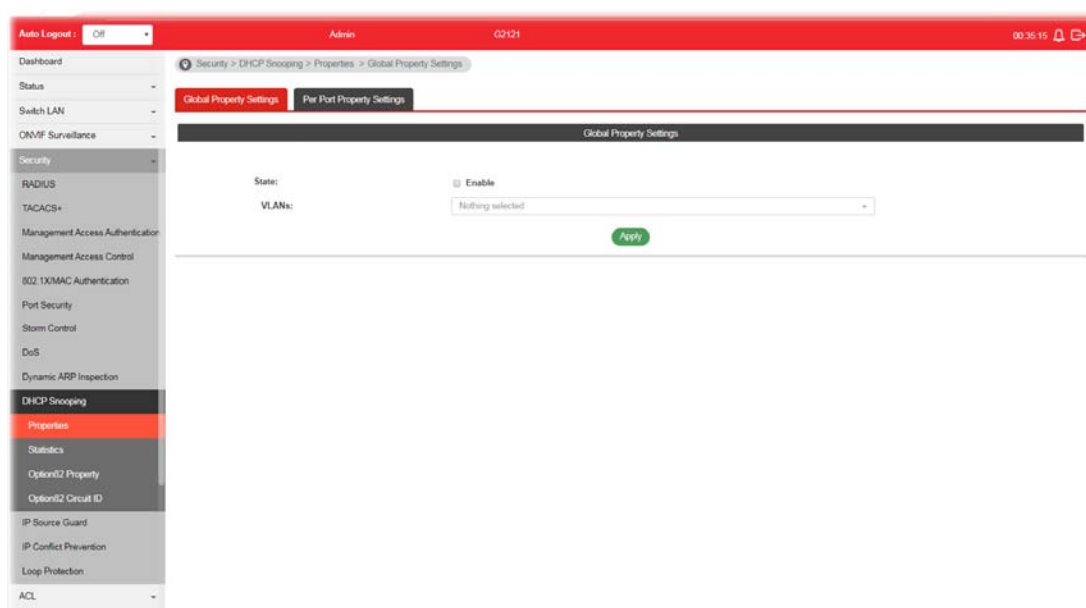 Auto Logout : Off Admin G2121 00:35:15
Dashboard
Status
Switch LAN
ONVIF Surveillance
Security
RADIUS
TACACS+
Management Access Authentication
Management Access Control
802.1X/MAC Authentication
Port Security
Storm Control
DoS
Dynamic ARP Inspection
DHCP Snooping
Properties
Statistics
Option82 Property
Option82 Circuit ID
IP Source Guard
IP Conflict Prevention
Loop Protection
ACL
Security > DHCP Snooping > Properties > Global Property Settings
Global Property Settings Per Port Property Settings
Global Property Settings
State: Enable
VLANs: Nothing selected
Apply